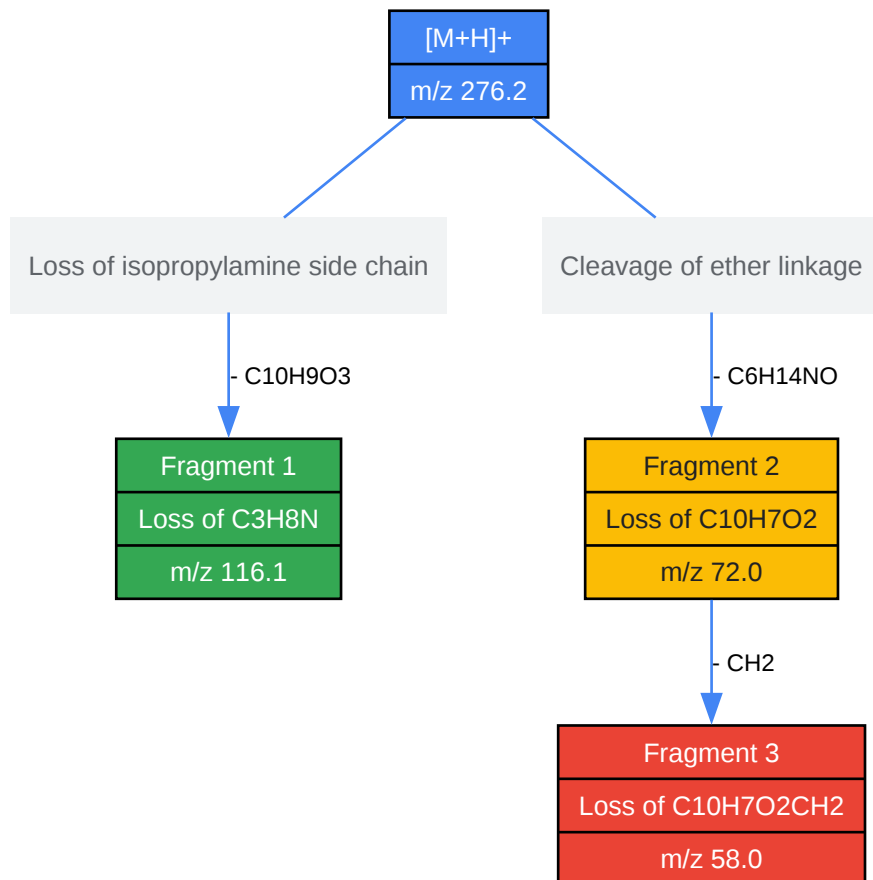 [M+H]+
m/z 276.2
Loss of isopropylamine side chain
Cleavage of ether linkage
- C10H9O3
- C6H14NO
Fragment 1
Loss of C3H8N
m/z 116.1
Fragment 2
Loss of C10H7O2
m/z 72.0
- CH2
Fragment 3
Loss of C10H7O2CH2
m/z 58.0